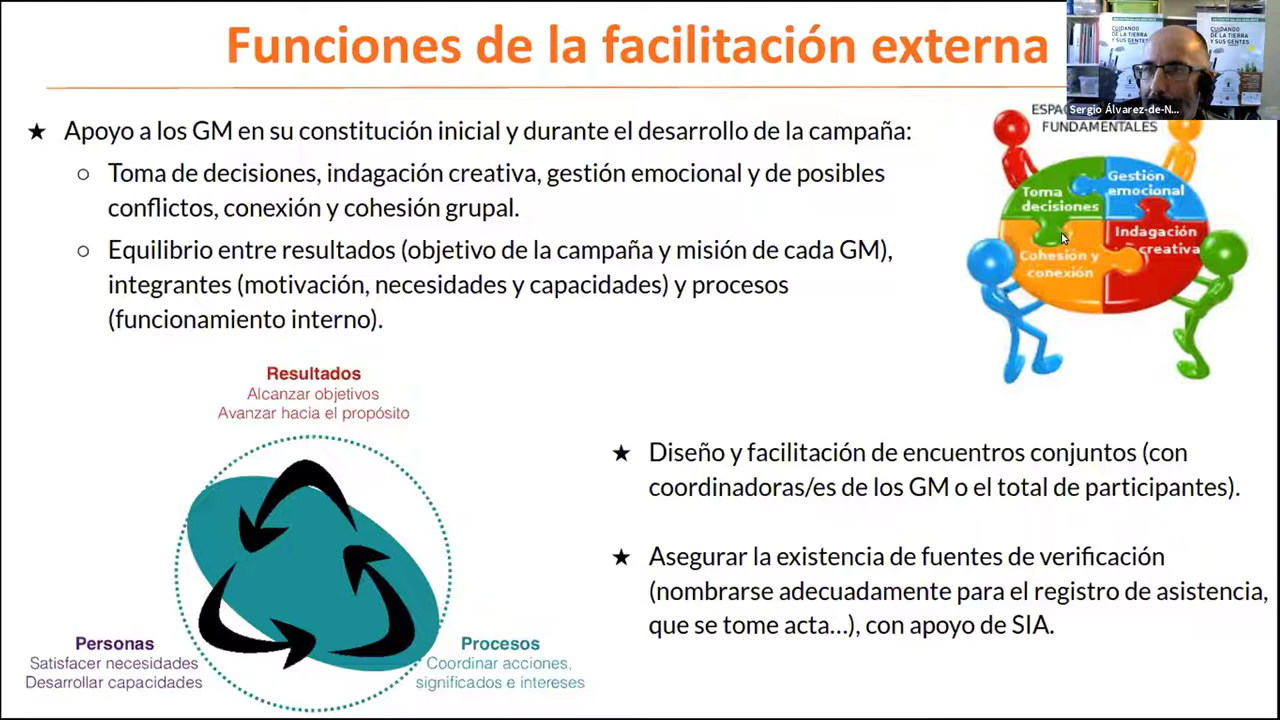 Funciones de la facilitación externa
★ Apoyo a los GM en su constitución inicial y durante el desarrollo de la campaña:
○ Toma de decisiones, indagación creativa, gestión emocional y de posibles
conflictos, conexión y cohesión grupal.
○ Equilibrio entre resultados (objetivo de la campaña y misión de cada GM),
integrantes (motivación, necesidades y capacidades) y procesos
(funcionamiento interno).
CUIDANDO
DE LA TIERRA
Y SUS GENTES
CUIDANDO
DE LA TIERRA
Y SUS GENTES
Sergio Álvarez-de-N...
FUNDAMENTALES
Toma
decisiones
Gestión
emocional
Indagación
creativa
Cohesión y
conexión
Resultados
Alcanzar objetivos
Avanzar hacia el propósito
Personas
Satisfacer necesidades
Desarrollar capacidades
Procesos
Coordinar acciones,
significados e intereses
★ Diseño y facilitación de encuentros conjuntos (con
coordinadoras/es de los GM o el total de participantes).
★ Asegurar la existencia de fuentes de verificación
(nombrarse adecuadamente para el registro de asistencia,
que se tome acta...), con apoyo de SIA.